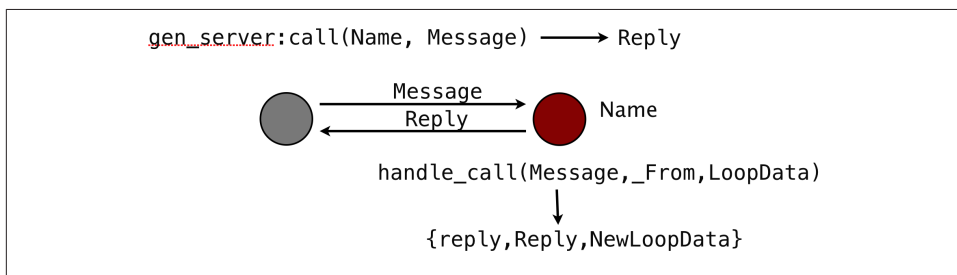 gen_server:call(Name, Message) Reply
Message
Reply
Name
handle_call(Message,_From,LoopData)
{reply,Reply,NewLoopData}